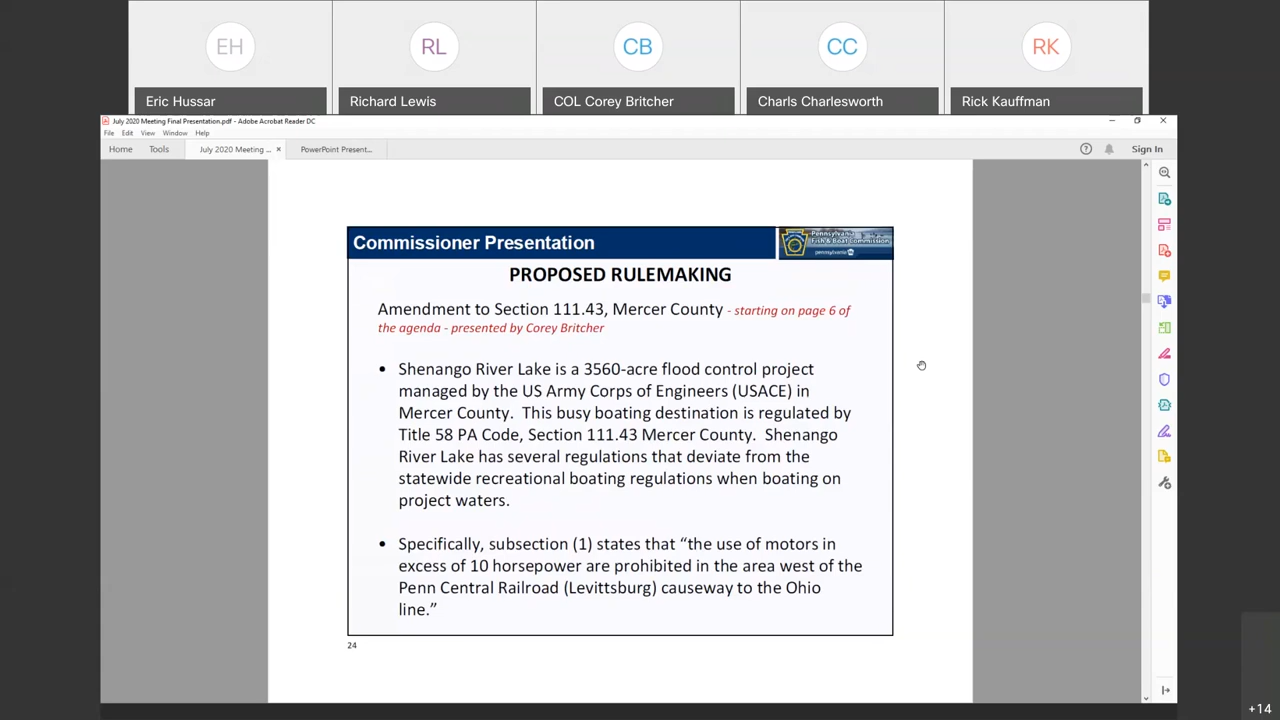 EH
RL
CB
CC
RK
Eric Hussar
Richard Lewis
COL Corey Britcher
Charls Charlesworth
Rick Kauffman
July 2020 Meeting Final Presentation.pdf - Adobe Acrobat Reader DC
File Edit View Window Help
Home Tools July 2020 Meeting ... × PowerPoint Present... Sign In
Commissioner Presentation
Pennsylvania
Fish & Boat Commission
pennsylvania
PROPOSED RULEMAKING
Amendment to Section 111.43, Mercer County - starting on page 6 of
the agenda - presented by Corey Britcher
• Shenango River Lake is a 3560-acre flood control project
managed by the US Army Corps of Engineers (USACE) in
Mercer County. This busy boating destination is regulated by
Title 58 PA Code, Section 111.43 Mercer County. Shenango
River Lake has several regulations that deviate from the
statewide recreational boating regulations when boating on
project waters.
• Specifically, subsection (1) states that “the use of motors in
excess of 10 horsepower are prohibited in the area west of the
Penn Central Railroad (Levittsburg) causeway to the Ohio
line.”
24
+14